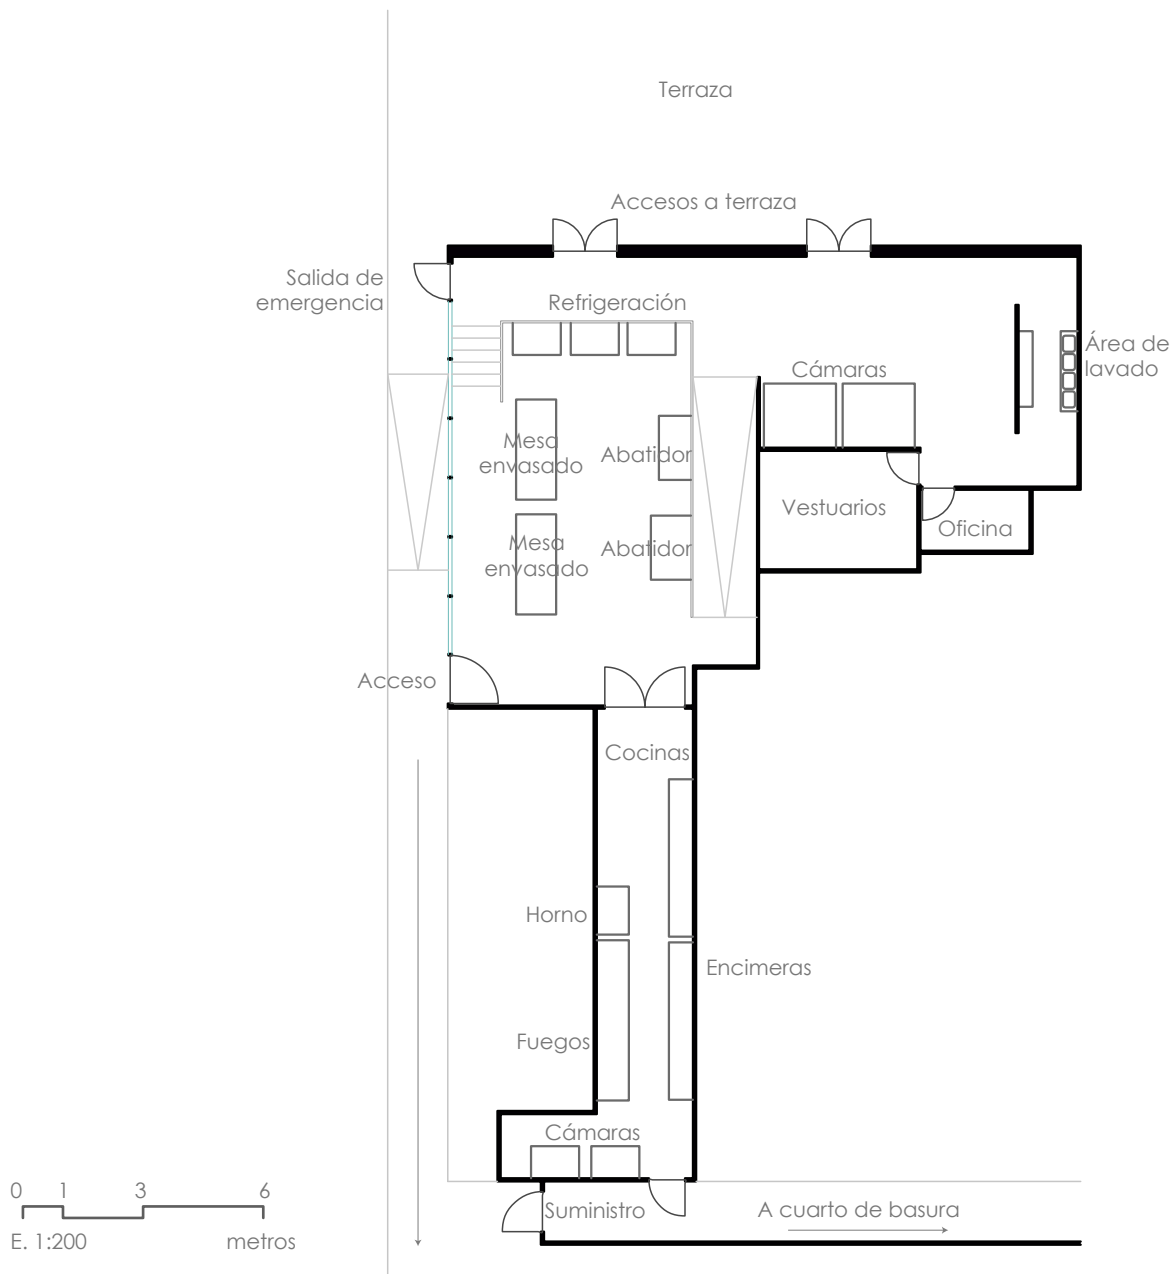 Terraza
Accesos a terraza
Salida de
emergencia
Refrigeración
Área de
lavado
Cámaras
Mesa
envasado
Abatidor
Vestuarios
Oficina
Mesa
envasado
Abatidor
Acceso
Cocinas
Horno
Encimeras
Fuegos
Cámaras
Suministro
A cuarto de basura
0 1 3 6
E. 1:200 metros